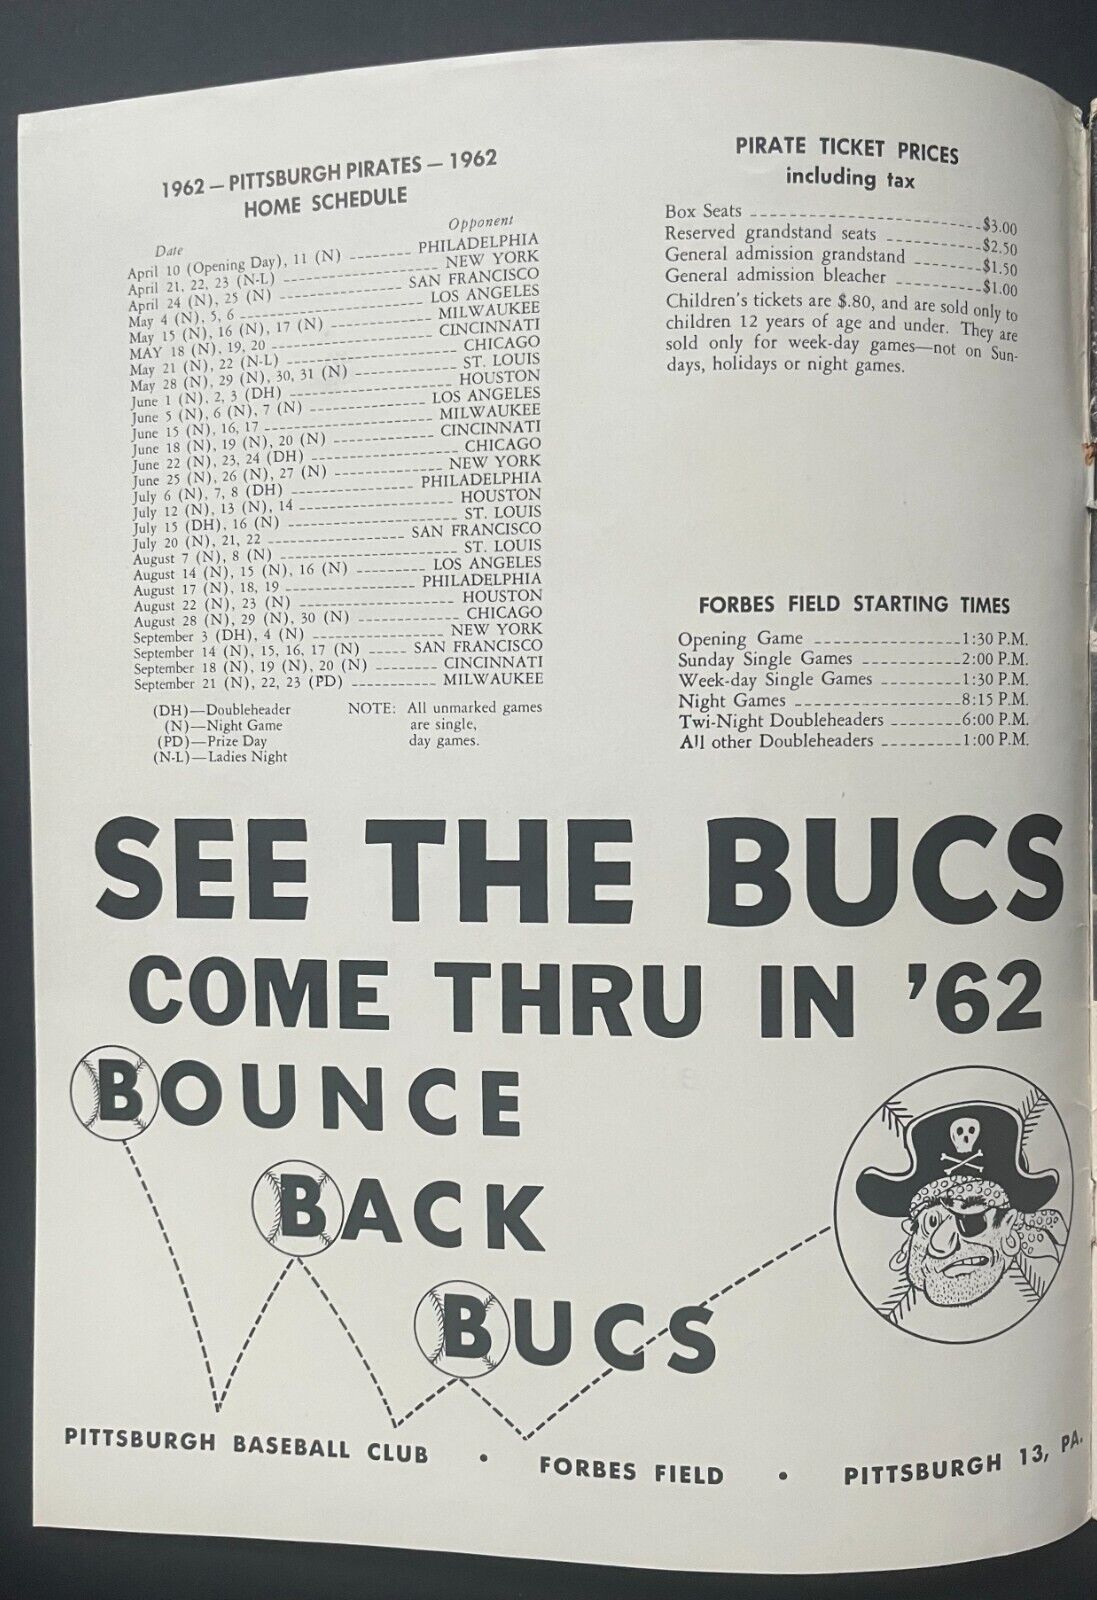 1962 — PITTSBURGH PIRATES — 1962
HOME SCHEDULE
Date Opponent
April 10 (Opening Day), 11 (N) -------- PHILADELPHIA
April 21, 22, 23 (N-L) -------- NEW YORK
April 24 (N), 25 (N) -------- SAN FRANCISCO
May 4 (N), 5, 6 -------- LOS ANGELES
May 15 (N), 16 (N), 17 (N) -------- MILWAUKEE
MAY 18 (N), 19, 20 -------- CINCINNATI
May 21 (N), 22 (N-L) -------- CHICAGO
May 28 (N), 29 (N), 30, 31 (N) -------- ST. LOUIS
June 1 (N), 2, 3 (DH) -------- HOUSTON
June 5 (N), 6 (N), 7 (N) -------- LOS ANGELES
June 15 (N), 16, 17 -------- MILWAUKEE
June 18 (N), 19 (N), 20 (N) -------- CINCINNATI
June 22 (N), 23, 24 (DH) -------- CHICAGO
June 25 (N), 26 (N), 27 (N) -------- NEW YORK
July 6 (N), 7, 8 (DH) -------- PHILADELPHIA
July 12 (N), 13 (N), 14 -------- HOUSTON
July 15 (DH), 16 (N) -------- ST. LOUIS
July 20 (N), 21, 22 -------- SAN FRANCISCO
August 7 (N), 8 (N) -------- ST. LOUIS
August 14 (N), 15 (N), 16 (N) -------- LOS ANGELES
August 17 (N), 18, 19 -------- PHILADELPHIA
August 22 (N), 23 (N) -------- HOUSTON
August 28 (N), 29 (N), 30 (N) -------- CHICAGO
September 3 (DH), 4 (N) -------- NEW YORK
September 14 (N), 15, 16, 17 (N) ----- SAN FRANCISCO
September 18 (N), 19 (N), 20 (N) -------- CINCINNATI
September 21 (N), 22, 23 (PD) ----------- MILWAUKEE
(DH)—Doubleheader
(N)—Night Game
(PD)—Prize Day
(N-L)—Ladies Night
NOTE: All unmarked games
are single,
day games.
PIRATE TICKET PRICES
including tax
Box Seats -------- $3.00
Reserved grandstand seats -------- $2.50
General admission grandstand -------- $1.50
General admission bleacher -------- $1.00
Children's tickets are $.80, and are sold only to
children 12 years of age and under. They are
sold only for week-day games—not on Sun-
days, holidays or night games.
FORBES FIELD STARTING TIMES
Opening Game -------- 1:30 P.M.
Sunday Single Games -------- 2:00 P.M.
Week-day Single Games -------- 1:30 P.M.
Night Games -------- 8:15 P.M.
Twi-Night Doubleheaders -------- 6:00 P.M.
All other Doubleheaders -------- 1:00 P.M.
SEE THE BUCS
COME THRU IN '62
BOUNCE
BACK
BUCS
PITTSBURGH BASEBALL CLUB • FORBES FIELD • PITTSBURGH 13, PA.